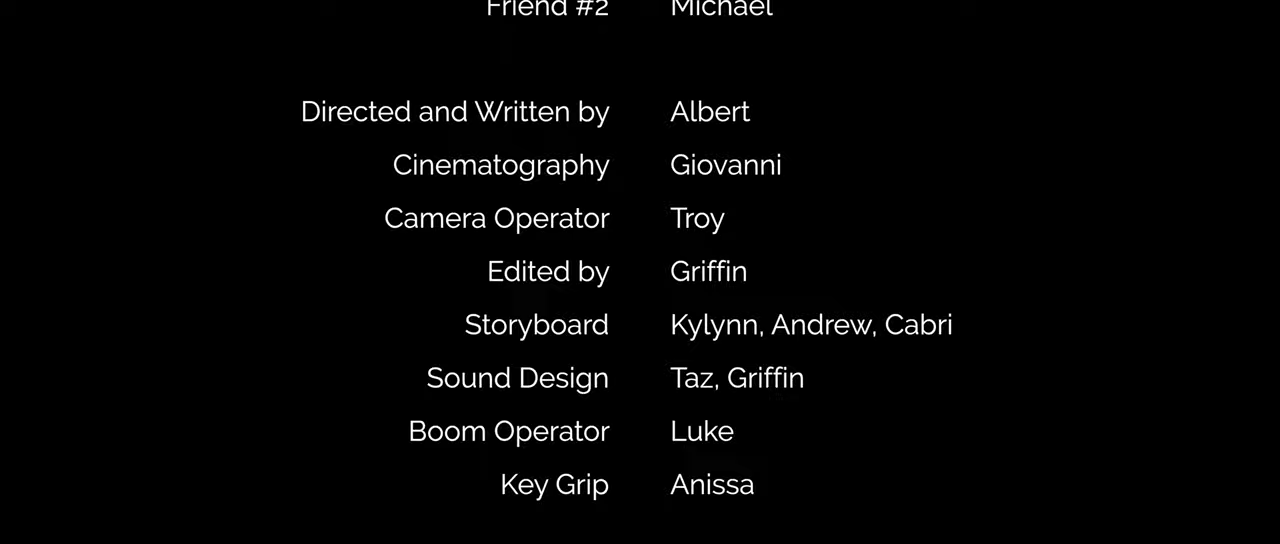 Friend #2 Michael
Directed and Written by Albert
Cinematography Giovanni
Camera Operator Troy
Edited by Griffin
Storyboard Kylynn, Andrew, Cabri
Sound Design Taz, Griffin
Boom Operator Luke
Key Grip Anissa